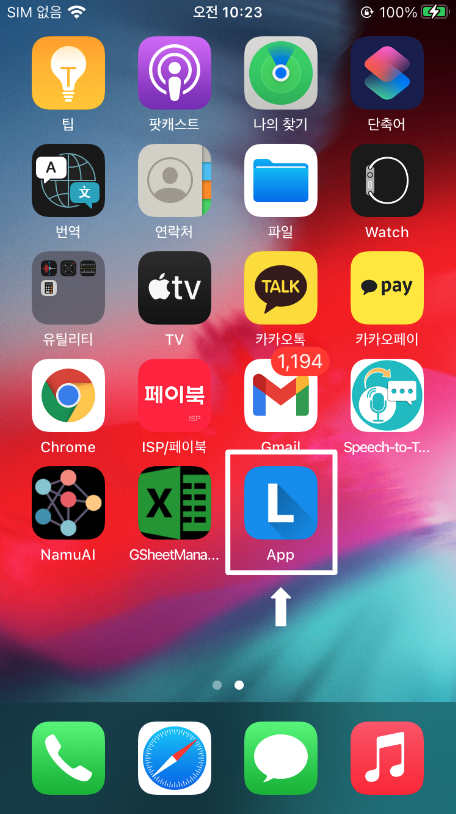 SIM 없음 오전 10:23 100%
T
팁 팟캐스트 나의 찾기 단축어
A 文
번역 연락처 파일 Watch
tv TALK pay
유틸리티 TV 카카오톡 카카오페이
1,194
페이북
ISP
Chrome ISP/페이북 Gmail Speech-to-T...
X L
NamuAI GSheetMana... App